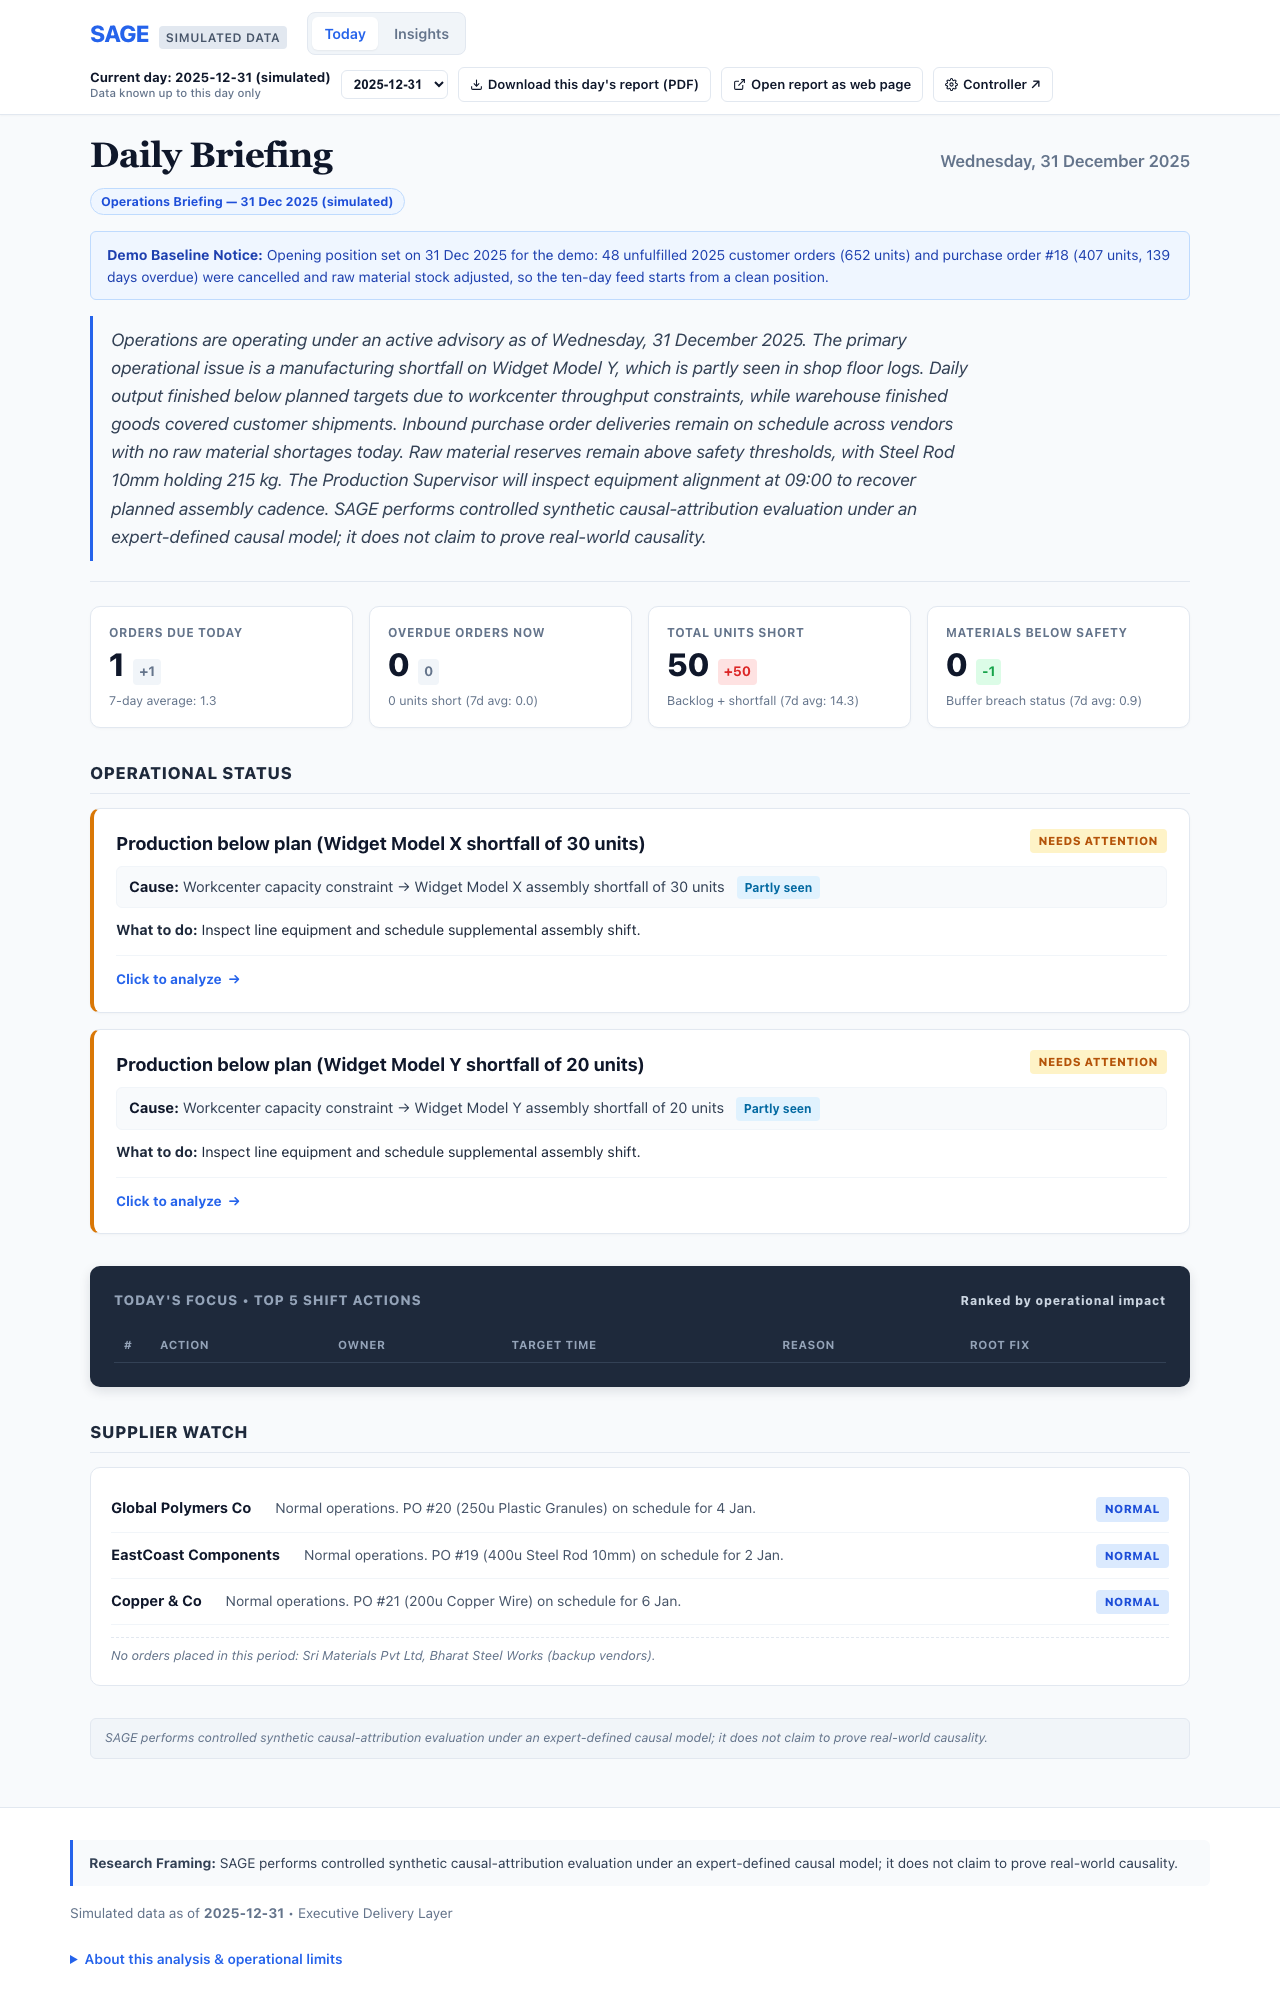 SAGE SIMULATED DATA Today Insights
Current day: 2025-12-31 (simulated)
Data known up to this day only
2025-12-31 Download this day's report (PDF) Open report as web page Controller ↗
Daily Briefing
Wednesday, 31 December 2025
Operations Briefing — 31 Dec 2025 (simulated)
Demo Baseline Notice: Opening position set on 31 Dec 2025 for the demo: 48 unfulfilled 2025 customer orders (652 units) and purchase order #18 (407 units, 139
days overdue) were cancelled and raw material stock adjusted, so the ten-day feed starts from a clean position.
Operations are operating under an active advisory as of Wednesday, 31 December 2025. The primary
operational issue is a manufacturing shortfall on Widget Model Y, which is partly seen in shop floor logs. Daily
output finished below planned targets due to workcenter throughput constraints, while warehouse finished
goods covered customer shipments. Inbound purchase order deliveries remain on schedule across vendors
with no raw material shortages today. Raw material reserves remain above safety thresholds, with Steel Rod
10mm holding 215 kg. The Production Supervisor will inspect equipment alignment at 09:00 to recover
planned assembly cadence. SAGE performs controlled synthetic causal-attribution evaluation under an
expert-defined causal model; it does not claim to prove real-world causality.
ORDERS DUE TODAY
1 +1
7-day average: 1.3
OVERDUE ORDERS NOW
0 0
0 units short (7d avg: 0.0)
TOTAL UNITS SHORT
50 +50
Backlog + shortfall (7d avg: 14.3)
MATERIALS BELOW SAFETY
0 -1
Buffer breach status (7d avg: 0.9)
OPERATIONAL STATUS
Production below plan (Widget Model X shortfall of 30 units)
NEEDS ATTENTION
Cause: Workcenter capacity constraint → Widget Model X assembly shortfall of 30 units Partly seen
What to do: Inspect line equipment and schedule supplemental assembly shift.
Click to analyze →
Production below plan (Widget Model Y shortfall of 20 units)
NEEDS ATTENTION
Cause: Workcenter capacity constraint → Widget Model Y assembly shortfall of 20 units Partly seen
What to do: Inspect line equipment and schedule supplemental assembly shift.
Click to analyze →
TODAY'S FOCUS • TOP 5 SHIFT ACTIONS
Ranked by operational impact
# ACTION OWNER TARGET TIME REASON ROOT FIX
SUPPLIER WATCH
Global Polymers Co Normal operations. PO #20 (250u Plastic Granules) on schedule for 4 Jan. NORMAL
EastCoast Components Normal operations. PO #19 (400u Steel Rod 10mm) on schedule for 2 Jan. NORMAL
Copper & Co Normal operations. PO #21 (200u Copper Wire) on schedule for 6 Jan. NORMAL
No orders placed in this period: Sri Materials Pvt Ltd, Bharat Steel Works (backup vendors).
SAGE performs controlled synthetic causal-attribution evaluation under an expert-defined causal model; it does not claim to prove real-world causality.
Research Framing: SAGE performs controlled synthetic causal-attribution evaluation under an expert-defined causal model; it does not claim to prove real-world causality.
Simulated data as of 2025-12-31 • Executive Delivery Layer
▶ About this analysis & operational limits